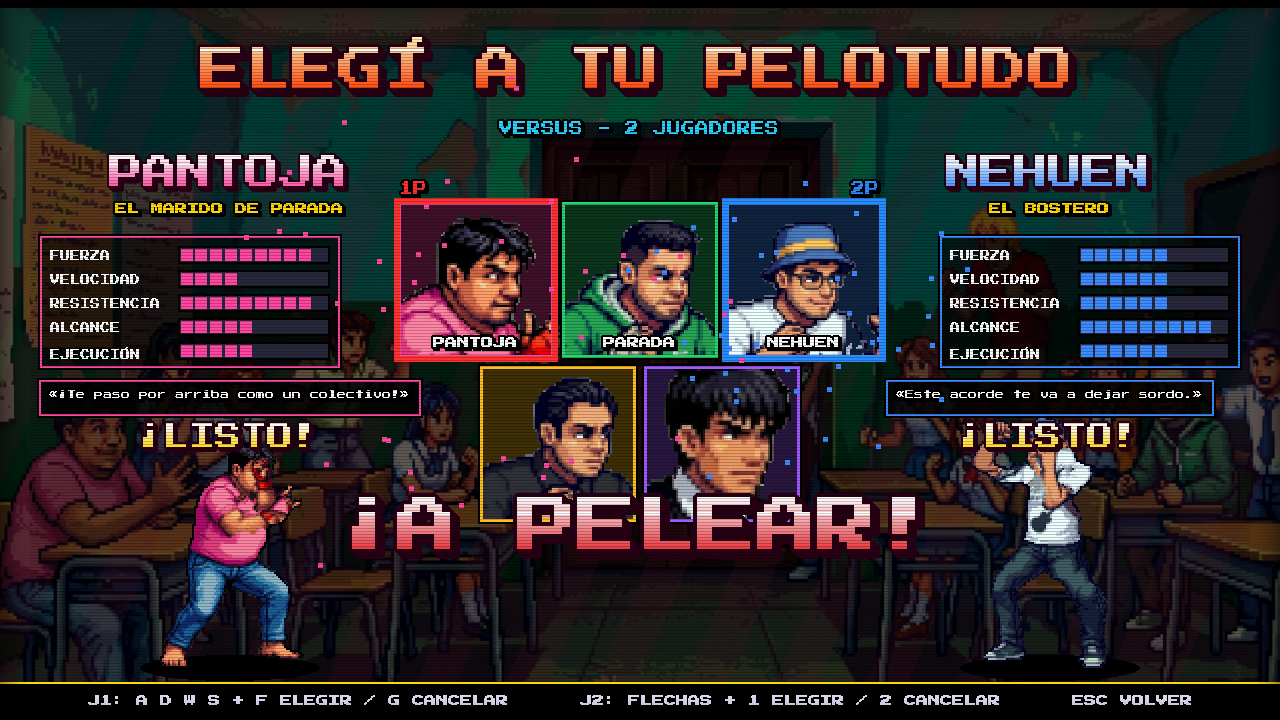 ELEGÍ A TU PELOTUDO
VERSUS - 2 JUGADORES
PANTOJA
EL MARIDO DE PARADA
FUERZA
VELOCIDAD
RESISTENCIA
ALCANCE
EJECUCIÓN
«¡Te paso por arriba como un colectivo!»
¡LISTO!
1P
2P
PANTOJA
PARADA
NEHUEN
NEHUEN
EL BOSTERO
FUERZA
VELOCIDAD
RESISTENCIA
ALCANCE
EJECUCIÓN
«Este acorde te va a dejar sordo.»
¡LISTO!
¡A PELEAR!
J1: A D W S + F ELEGIR / G CANCELAR
J2: FLECHAS + 1 ELEGIR / 2 CANCELAR
ESC VOLVER